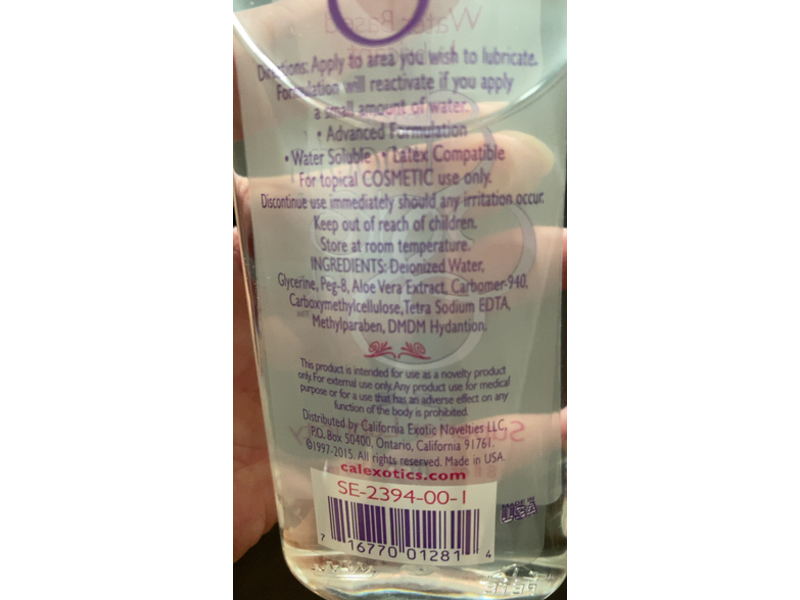 Water Based
Directions: Apply to area you wish to lubricate.
Formulation will reactivate if you apply
a small amount of water.
• Advanced Formulation
• Water Soluble • Latex Compatible
For topical COSMETIC use only.
Discontinue use immediately should any irritation occur.
Keep out of reach of children.
Store at room temperature.
INGREDIENTS: Deionized Water,
Glycerine, Peg-8, Aloe Vera Extract, Carbomer-940,
Carboxymethylcellulose, Tetra Sodium EDTA,
Methylparaben, DMDM Hydantion.
This product is intended for use as a novelty product
only. For external use only. Any product use for medical
purpose or for a use that has an adverse effect on any
function of the body is prohibited.
Distributed by California Exotic Novelties LLC,
P.O. Box 50400, Ontario, California 91761.
©1997-2015. All rights reserved. Made in USA.
calexotics.com
SE-2394-00-1
MADE IN
USA
7 16770 01281 4